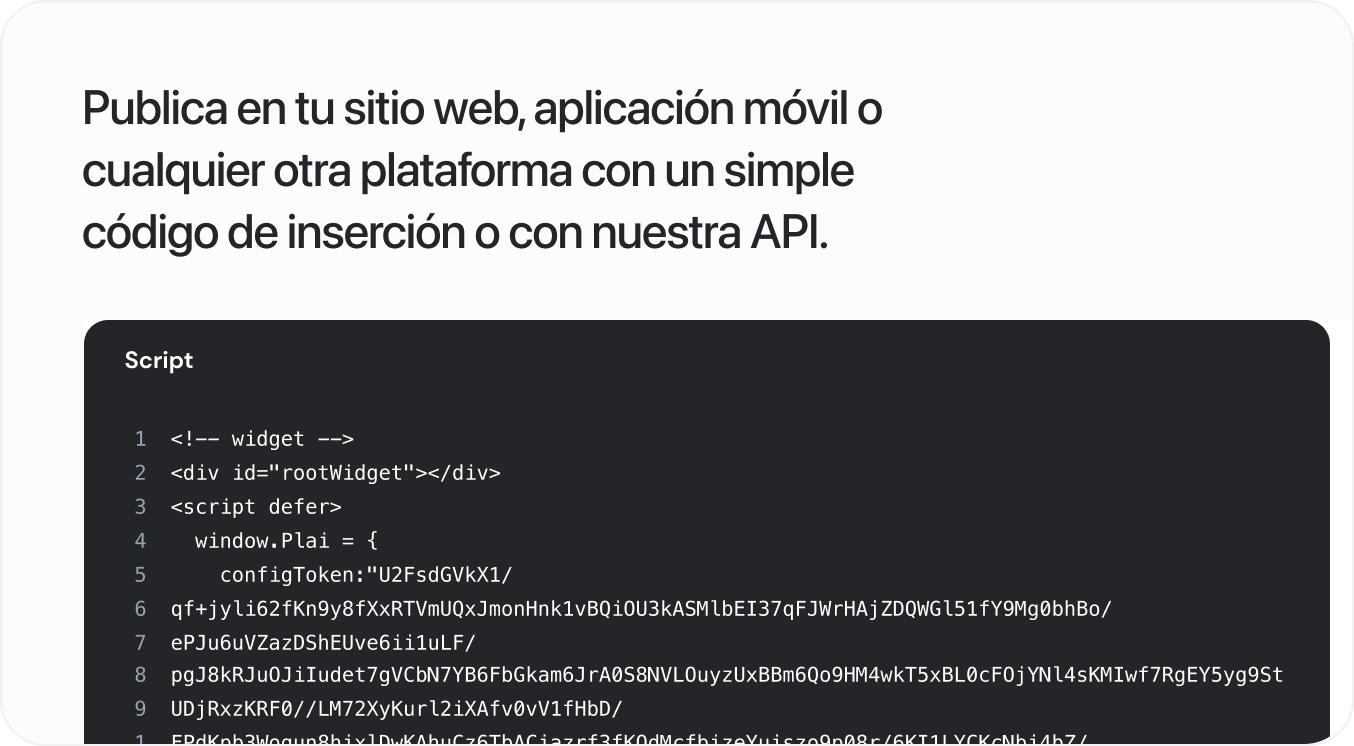 Publica en tu sitio web, aplicación móvil o
cualquier otra plataforma con un simple
código de inserción o con nuestra API.
Script
1 <!-- widget -->
2 <div id="rootWidget"></div>
3 <script defer>
4 window.Plai = {
5 configToken:"U2FsdGVkX1/
6 qf+jyli62fKn9y8fXxRTVmUQxJmonHnk1vBQiOU3kASMlbEI37qFJWrHAjZDQWGl51fY9Mg0bhBo/
7 ePJu6uVZazDShEUve6ii1uLF/
8 pgJ8kRJuOJiIudet7gVCbN7YB6FbGkam6JrA0S8NVLOuyzUxBBm6Qo9HM4wkT5xBL0cFOjYNl4sKMIwf7RgEY5yg9St
9 UDjRxzKRF0//LM72XyKurl2iXAfv0vV1fHbD/